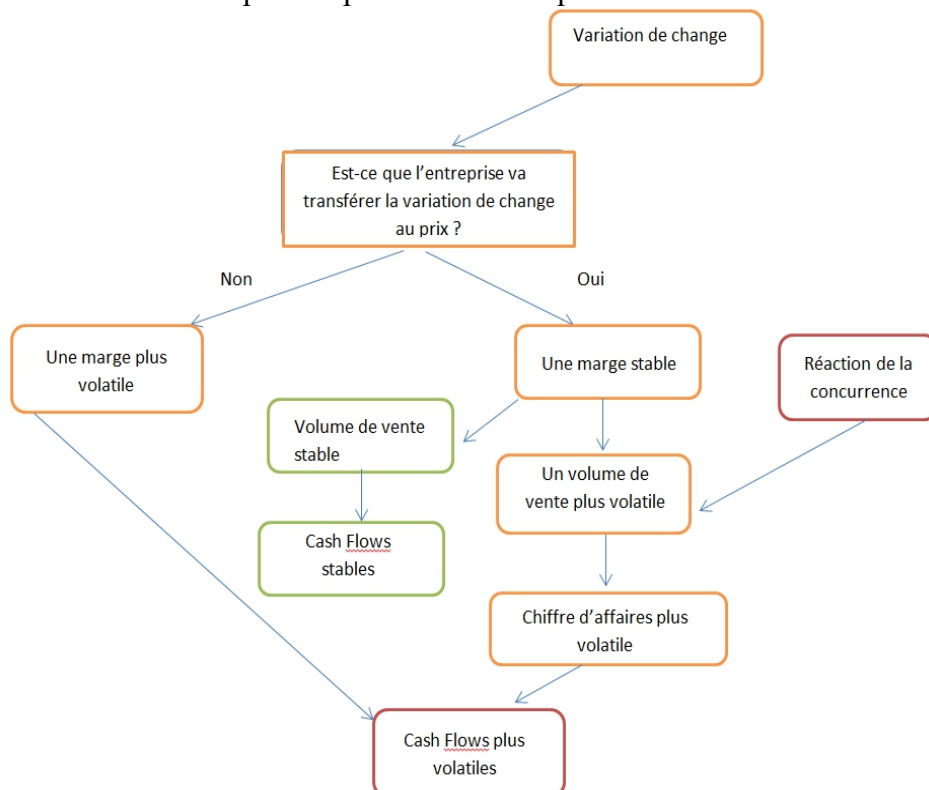 Variation de change
Est-ce que l'entreprise va
transférer la variation de change
au prix ?
Non
Oui
Une marge plus
volatile
Une marge stable
Réaction de la
concurrence
Volume de vente
stable
Un volume de
vente plus volatile
Cash Flows
stables
Chiffre d'affaires plus
volatile
Cash Flows plus
volatiles